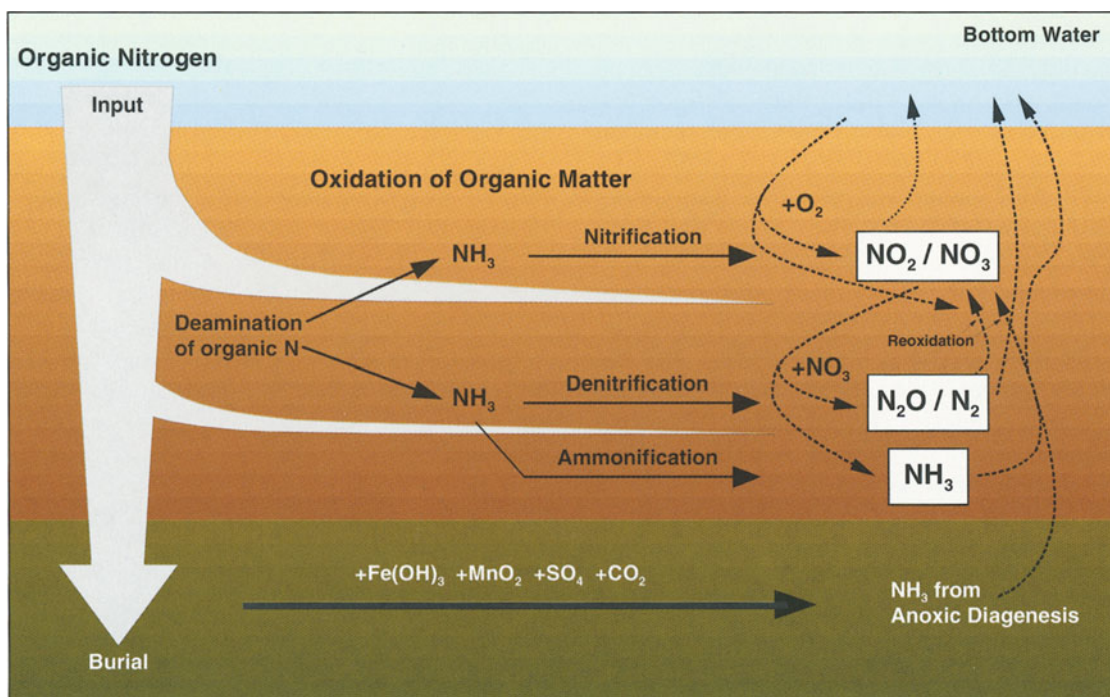 Bottom Water
Organic Nitrogen
Input
Oxidation of Organic Matter
+O₂
NH₃
Nitrification
NO₂ / NO₃
Deamination
of organic N
Reoxidation
+NO₃
NH₃
Denitrification
N₂O / N₂
Ammonification
NH₃
+Fe(OH)₃ +MnO₂ +SO₄ +CO₂
NH₃ from
Anoxic Diagenesis
Burial